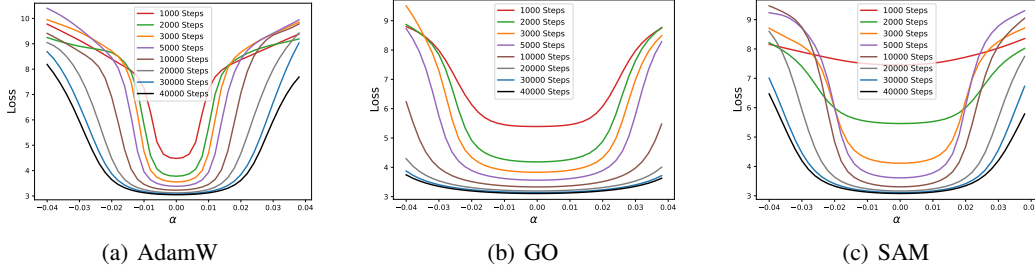 1000 Steps
2000 Steps
3000 Steps
5000 Steps
10000 Steps
20000 Steps
30000 Steps
40000 Steps
Loss
10
9
8
7
6
5
4
3
−0.04 −0.03 −0.02 −0.01 0.00 0.01 0.02 0.03 0.04
α
(a) AdamW
1000 Steps
2000 Steps
3000 Steps
5000 Steps
10000 Steps
20000 Steps
30000 Steps
40000 Steps
Loss
9
8
7
6
5
4
3
−0.04 −0.03 −0.02 −0.01 0.00 0.01 0.02 0.03 0.04
α
(b) GO
1000 Steps
2000 Steps
3000 Steps
5000 Steps
10000 Steps
20000 Steps
30000 Steps
40000 Steps
Loss
9
8
7
6
5
4
3
−0.04 −0.03 −0.02 −0.01 0.00 0.01 0.02 0.03 0.04
α
(c) SAM